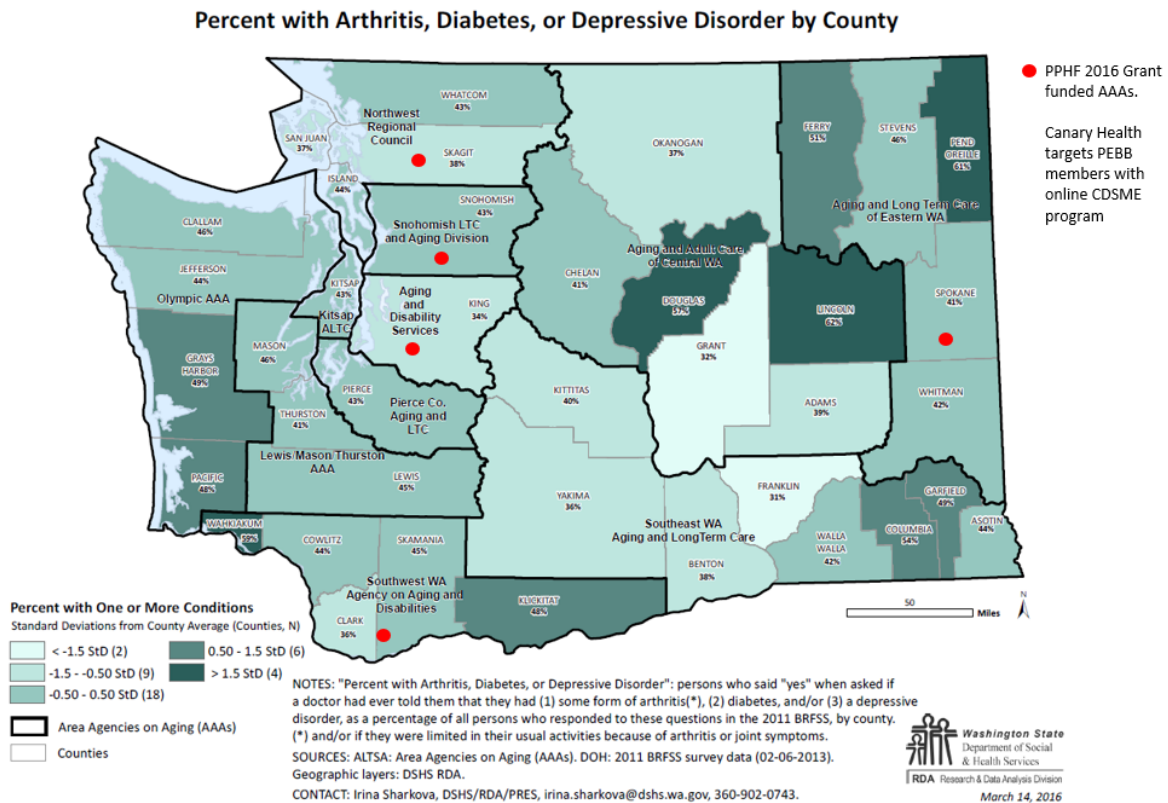 Percent with Arthritis, Diabetes, or Depressive Disorder by County
PPHF 2016 Grant
funded AAAs.
Canary Health
targets PEBB
members with
online CDSME
program
WHATCOM
43%
Northwest
Regional
Council
SAN JUAN
37%
SKAGIT
38%
ISLAND
44%
SNOHOMISH
43%
Snohomish LTC
and Aging Division
CLALLAM
46%
JEFFERSON
44%
Olympic AAA
KITSAP
43%
Kitsap
ALTC
Aging
and
Disability
Services
KING
34%
GRAYS
HARBOR
49%
MASON
46%
PIERCE
43%
Pierce Co.
Aging and
LTC
THURSTON
41%
Lewis/Mason/Thurston
AAA
LEWIS
45%
PACIFIC
48%
WAHKIAKUM
59%
COWLITZ
44%
SKAMANIA
45%
Southwest WA
Agency on Aging and
Disabilities
CLARK
36%
KLICKITAT
48%
OKANOGAN
37%
CHELAN
41%
Aging and Adult Care
of Central WA
DOUGLAS
57%
GRANT
32%
KITTITAS
40%
YAKIMA
36%
Southeast WA
Aging and LongTerm Care
BENTON
38%
FRANKLIN
31%
ADAMS
39%
LINCOLN
62%
FERRY
51%
STEVENS
46%
PEND
OREILLE
61%
Aging and Long Term Care
of Eastern WA
SPOKANE
41%
WHITMAN
42%
WALLA
WALLA
42%
COLUMBIA
54%
GARFIELD
49%
ASOTIN
44%
50
Miles
N
Percent with One or More Conditions
Standard Deviations from County Average (Counties, N)
< -1.5 StD (2)
-1.5 - -0.50 StD (9)
-0.50 - 0.50 StD (18)
0.50 - 1.5 StD (6)
> 1.5 StD (4)
Area Agencies on Aging (AAAs)
Counties
NOTES: "Percent with Arthritis, Diabetes, or Depressive Disorder": persons who said "yes" when asked if
a doctor had ever told them that they had (1) some form of arthritis(*), (2) diabetes, and/or (3) a depressive
disorder, as a percentage of all persons who responded to these questions in the 2011 BRFSS, by county.
(*) and/or if they were limited in their usual activities because of arthritis or joint symptoms.
SOURCES: ALTSA: Area Agencies on Aging (AAAs). DOH: 2011 BRFSS survey data (02-06-2013).
Geographic layers: DSHS RDA.
CONTACT: Irina Sharkova, DSHS/RDA/PRES, irina.sharkova@dshs.wa.gov, 360-902-0743.
Washington State
Department of Social
& Health Services
RDA Research & Data Analysis Division
March 14, 2016